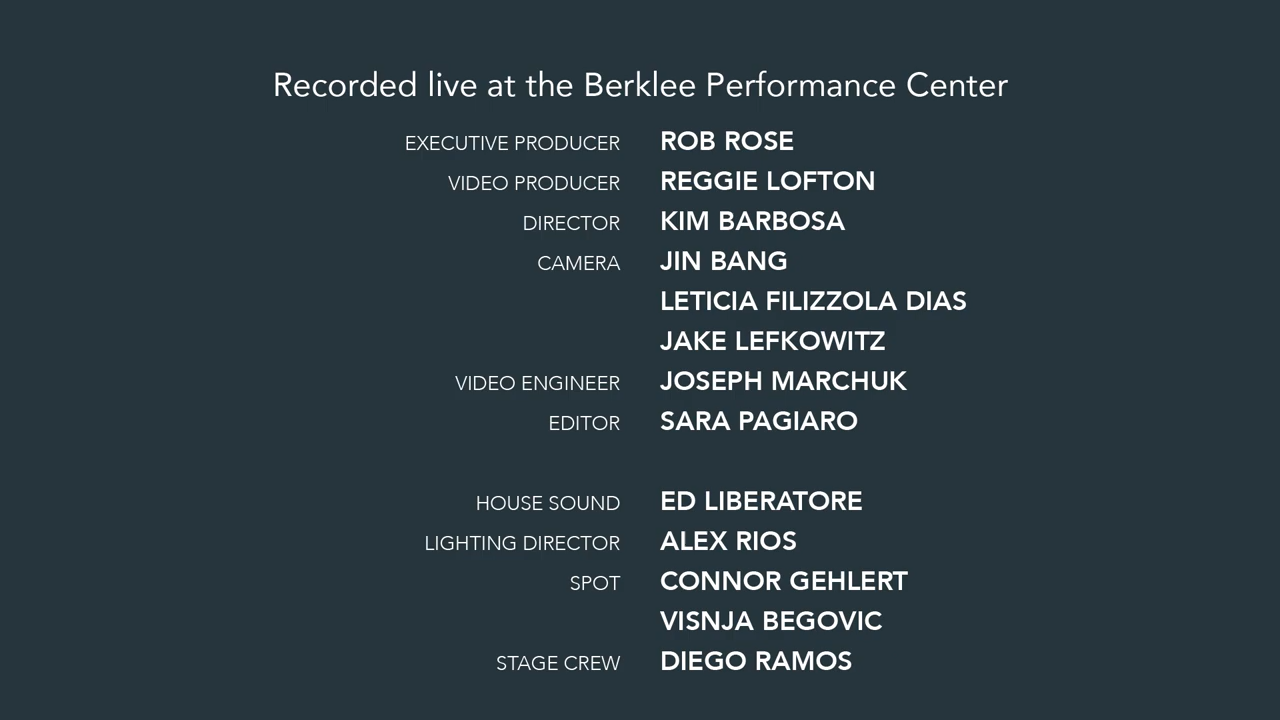 Recorded live at the Berklee Performance Center
EXECUTIVE PRODUCER ROB ROSE
VIDEO PRODUCER REGGIE LOFTON
DIRECTOR KIM BARBOSA
CAMERA JIN BANG
LETICIA FILIZZOLA DIAS
JAKE LEFKOWITZ
VIDEO ENGINEER JOSEPH MARCHUK
EDITOR SARA PAGIARO
HOUSE SOUND ED LIBERATORE
LIGHTING DIRECTOR ALEX RIOS
SPOT CONNOR GEHLERT
VISNJA BEGOVIC
STAGE CREW DIEGO RAMOS